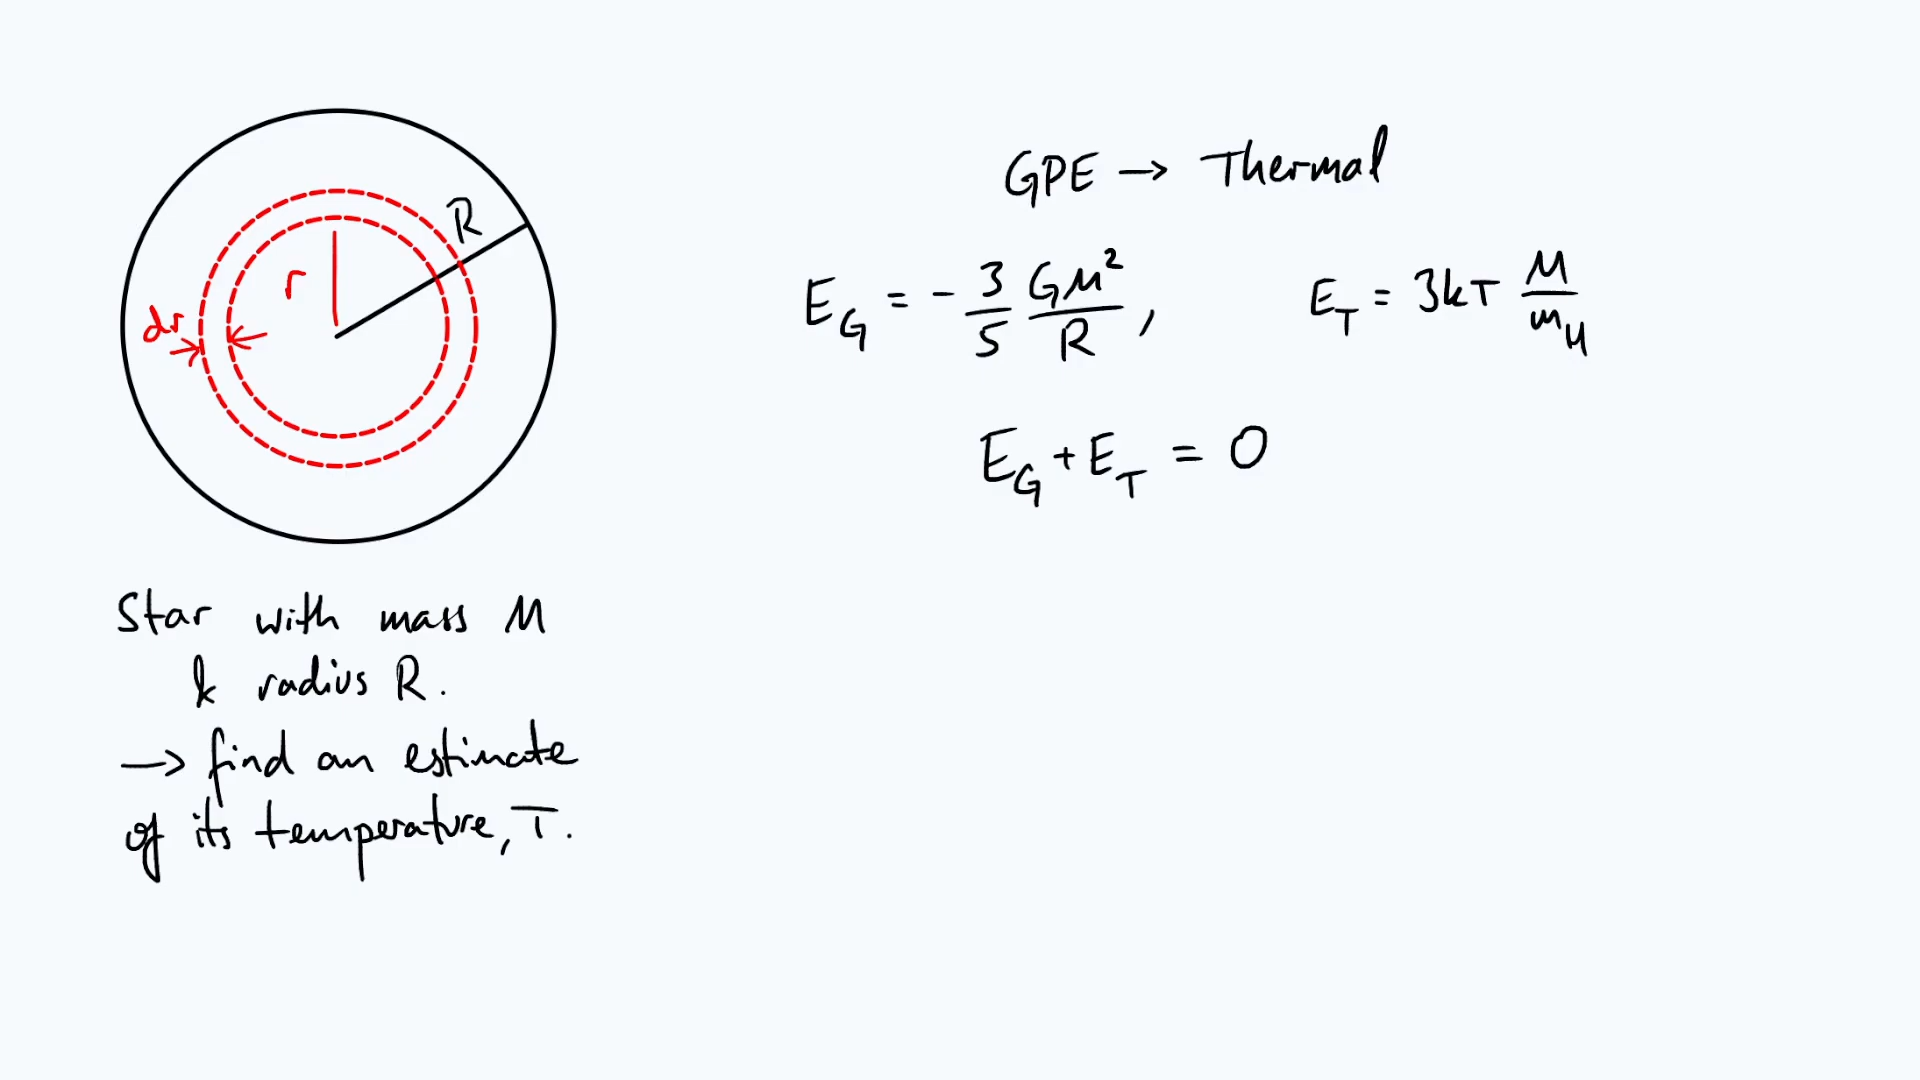 R
r
dr
Star with mass M
& radius R.
→ find an estimate
of its temperature, T.
GPE → Thermal
E_G = - 3/5 GM²/R , E_T = 3kT M/m_H
E_G + E_T = 0